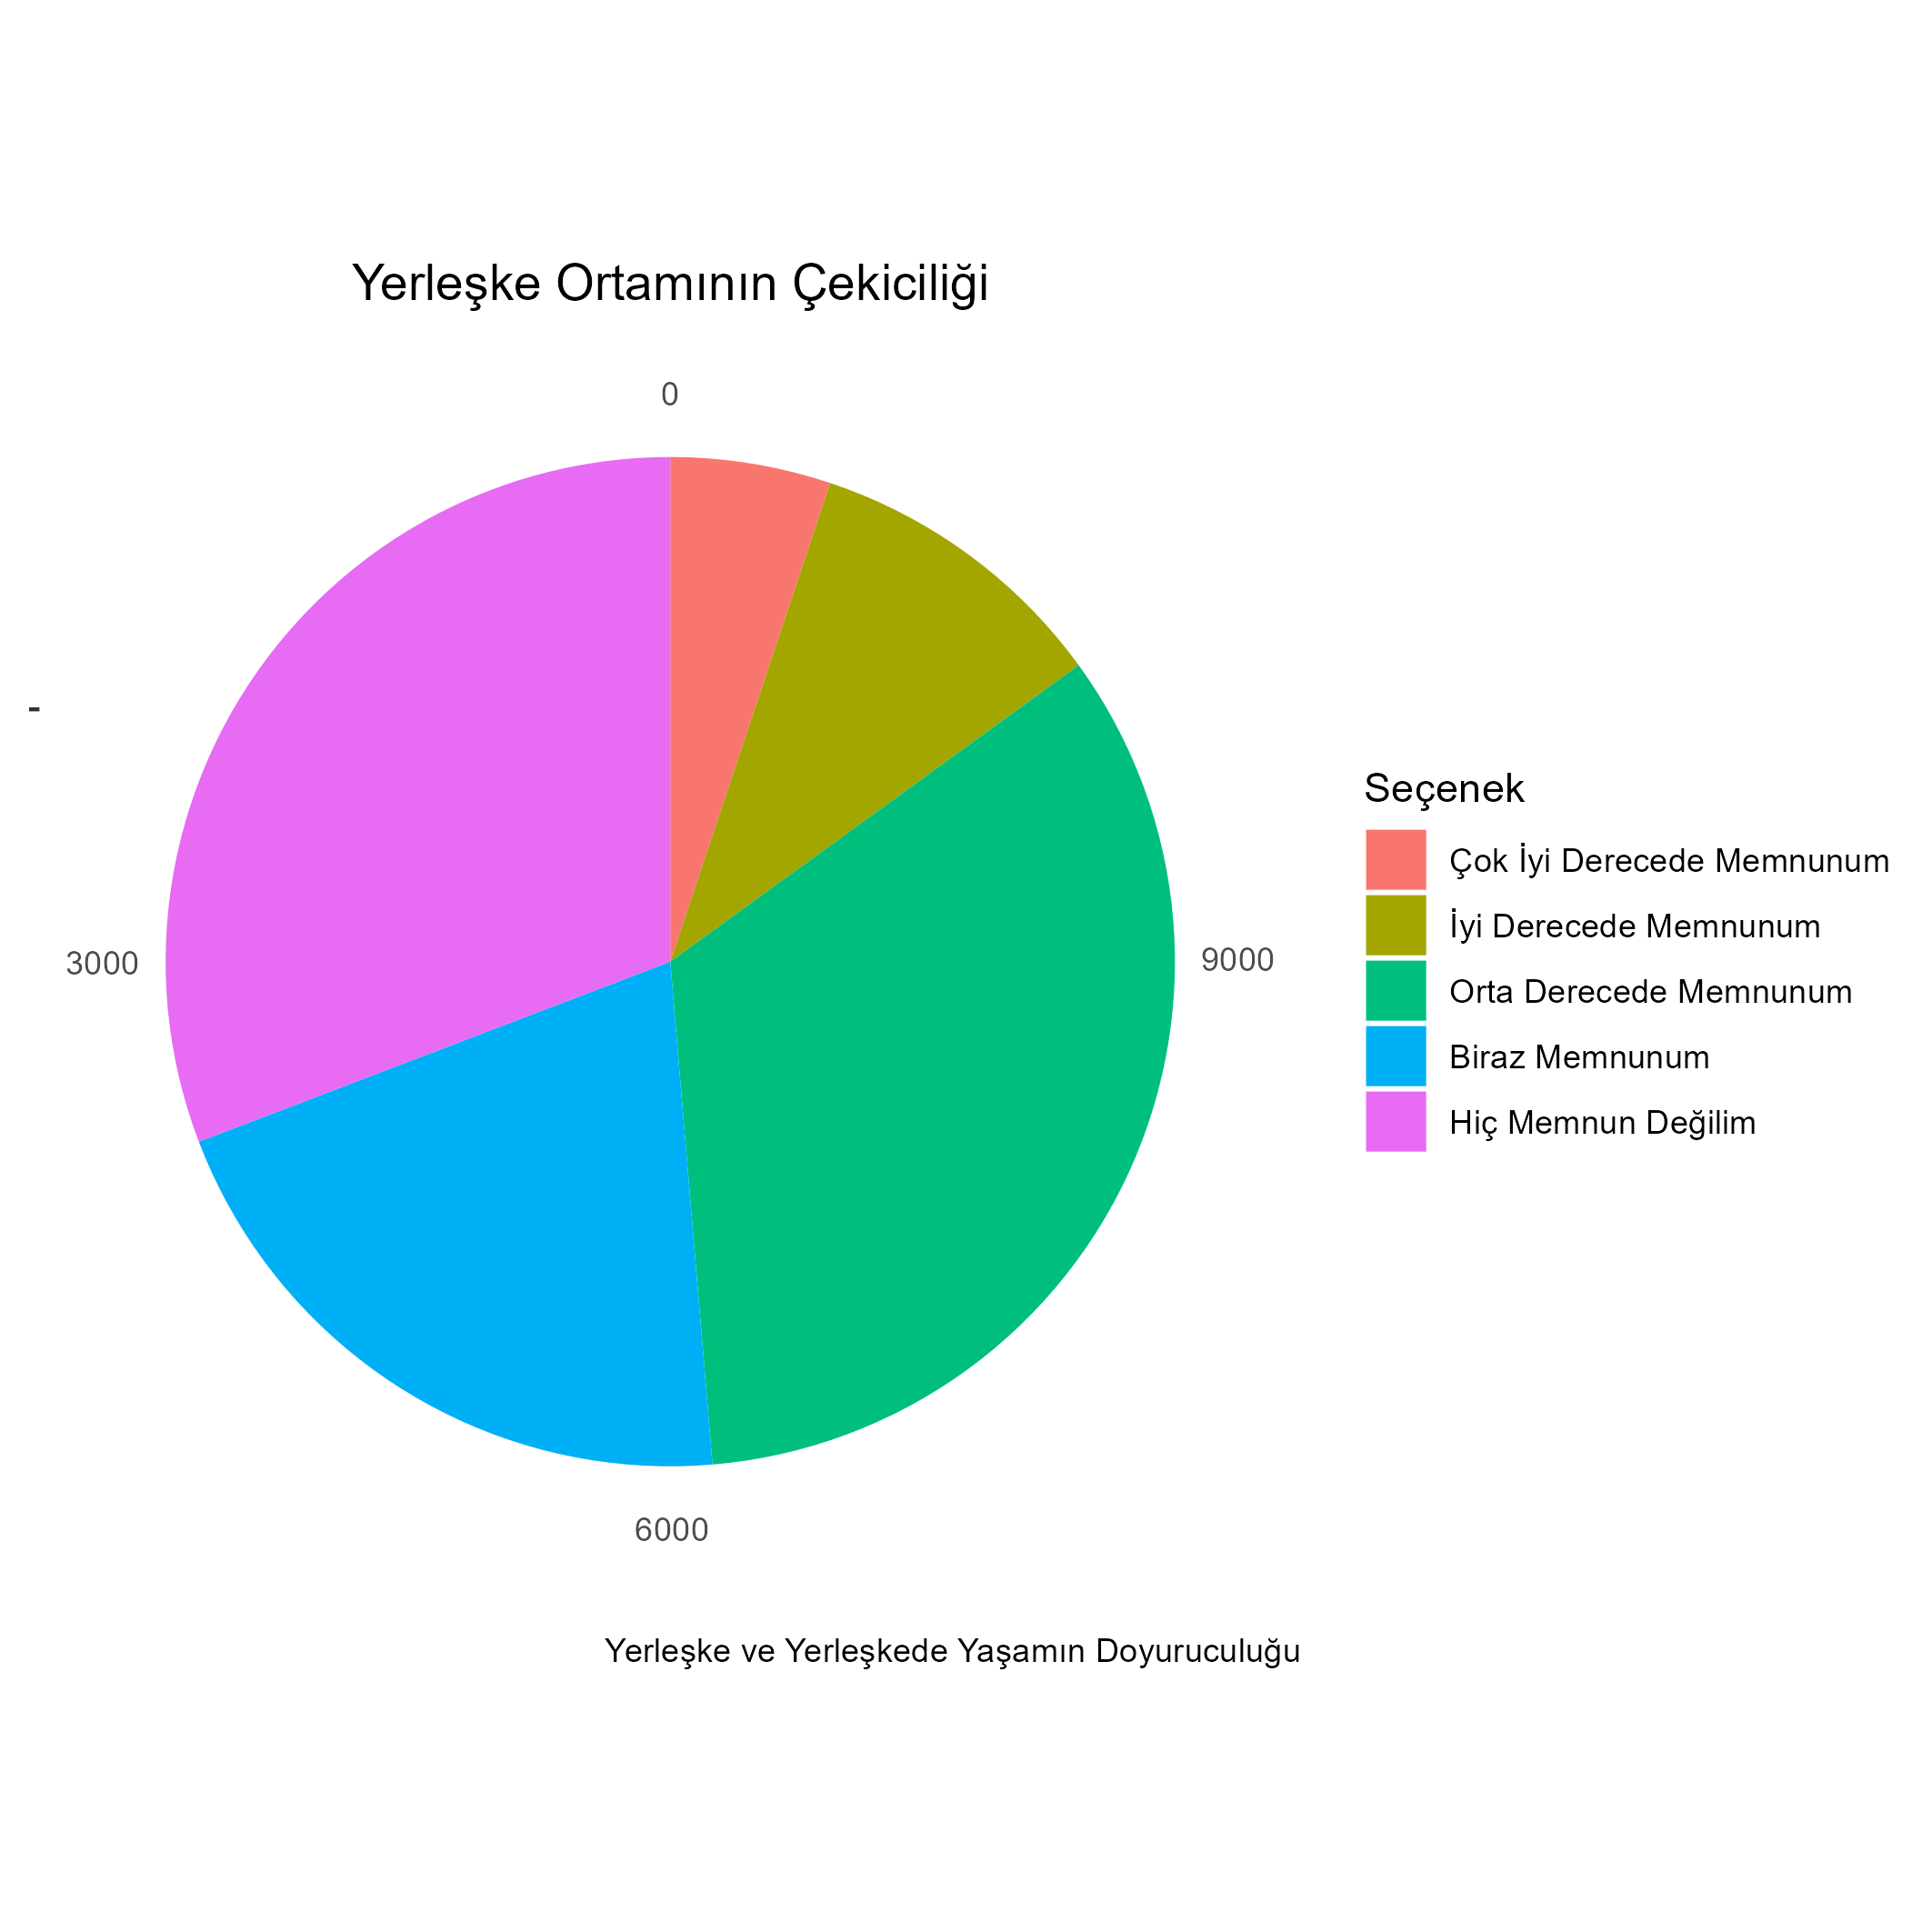 Yerleşke Ortamının Çekiciliği
0
-
3000
9000
6000
Seçenek
Çok İyi Derecede Memnunum
İyi Derecede Memnunum
Orta Derecede Memnunum
Biraz Memnunum
Hiç Memnun Değilim
Yerleşke ve Yerleşkede Yaşamın Doyuruculuğu